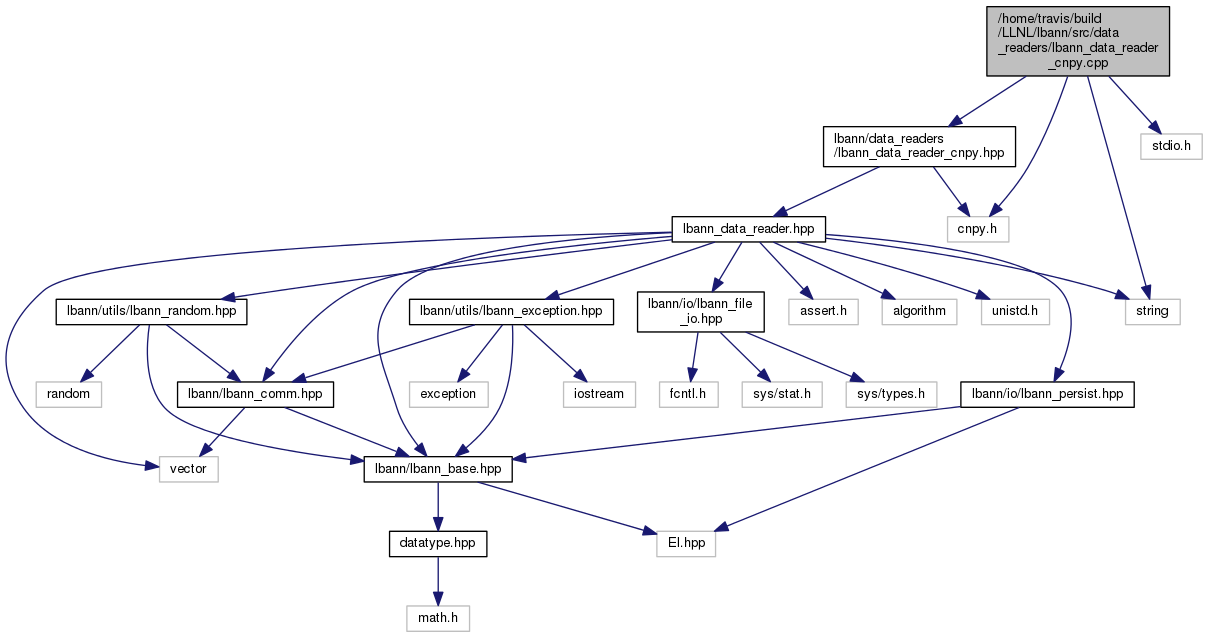 /home/travis/build
/LLNL/lbann/src/data
_readers/lbann_data_reader
_cnpy.cpp
lbann/data_readers
/lbann_data_reader_cnpy.hpp
stdio.h
lbann_data_reader.hpp
cnpy.h
lbann/utils/lbann_random.hpp
lbann/utils/lbann_exception.hpp
lbann/io/lbann_file
_io.hpp
assert.h
algorithm
unistd.h
string
random
lbann/lbann_comm.hpp
exception
iostream
fcntl.h
sys/stat.h
sys/types.h
lbann/io/lbann_persist.hpp
vector
lbann/lbann_base.hpp
datatype.hpp
El.hpp
math.h